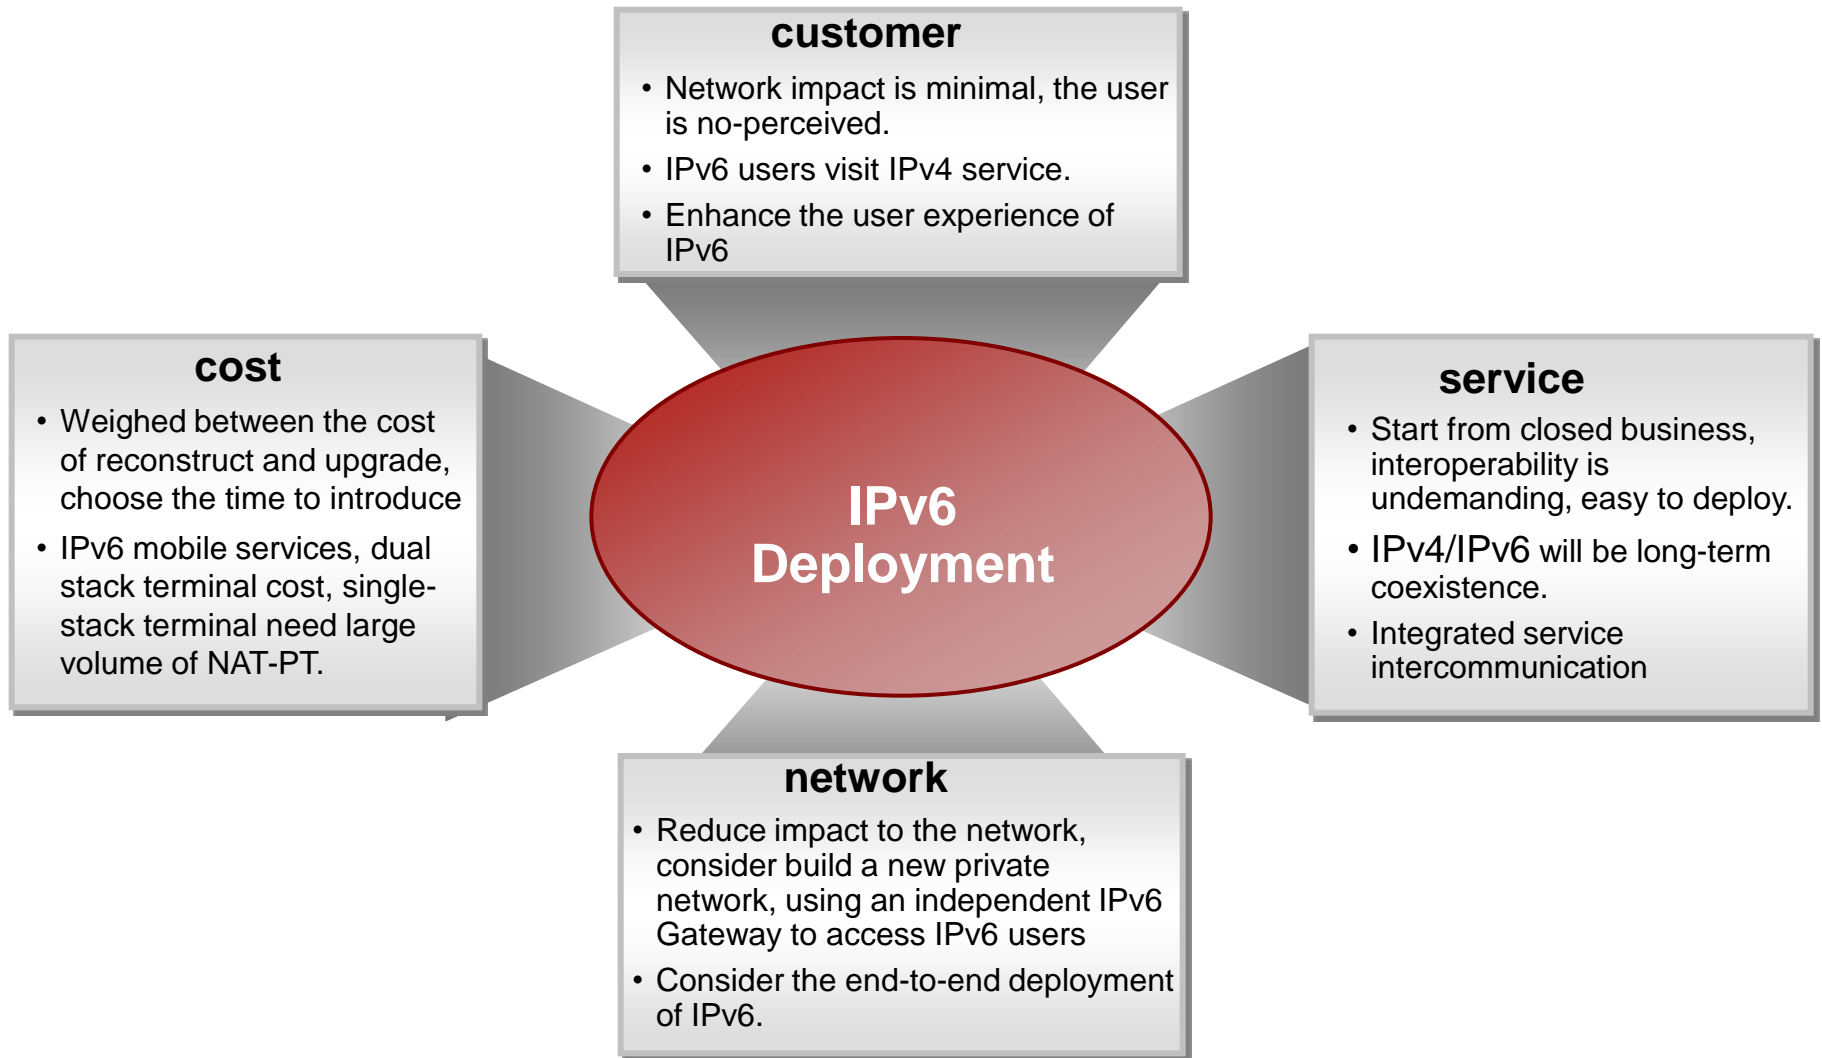 customer
• Network impact is minimal, the user
is no-perceived.
• IPv6 users visit IPv4 service.
• Enhance the user experience of
IPv6
cost
• Weighed between the cost
of reconstruct and upgrade,
choose the time to introduce
• IPv6 mobile services, dual
stack terminal cost, single-
stack terminal need large
volume of NAT-PT.
IPv6
Deployment
service
• Start from closed business,
interoperability is
undemanding, easy to deploy.
• IPv4/IPv6 will be long-term
coexistence.
• Integrated service
intercommunication
network
• Reduce impact to the network,
consider build a new private
network, using an independent IPv6
Gateway to access IPv6 users
• Consider the end-to-end deployment
of IPv6.